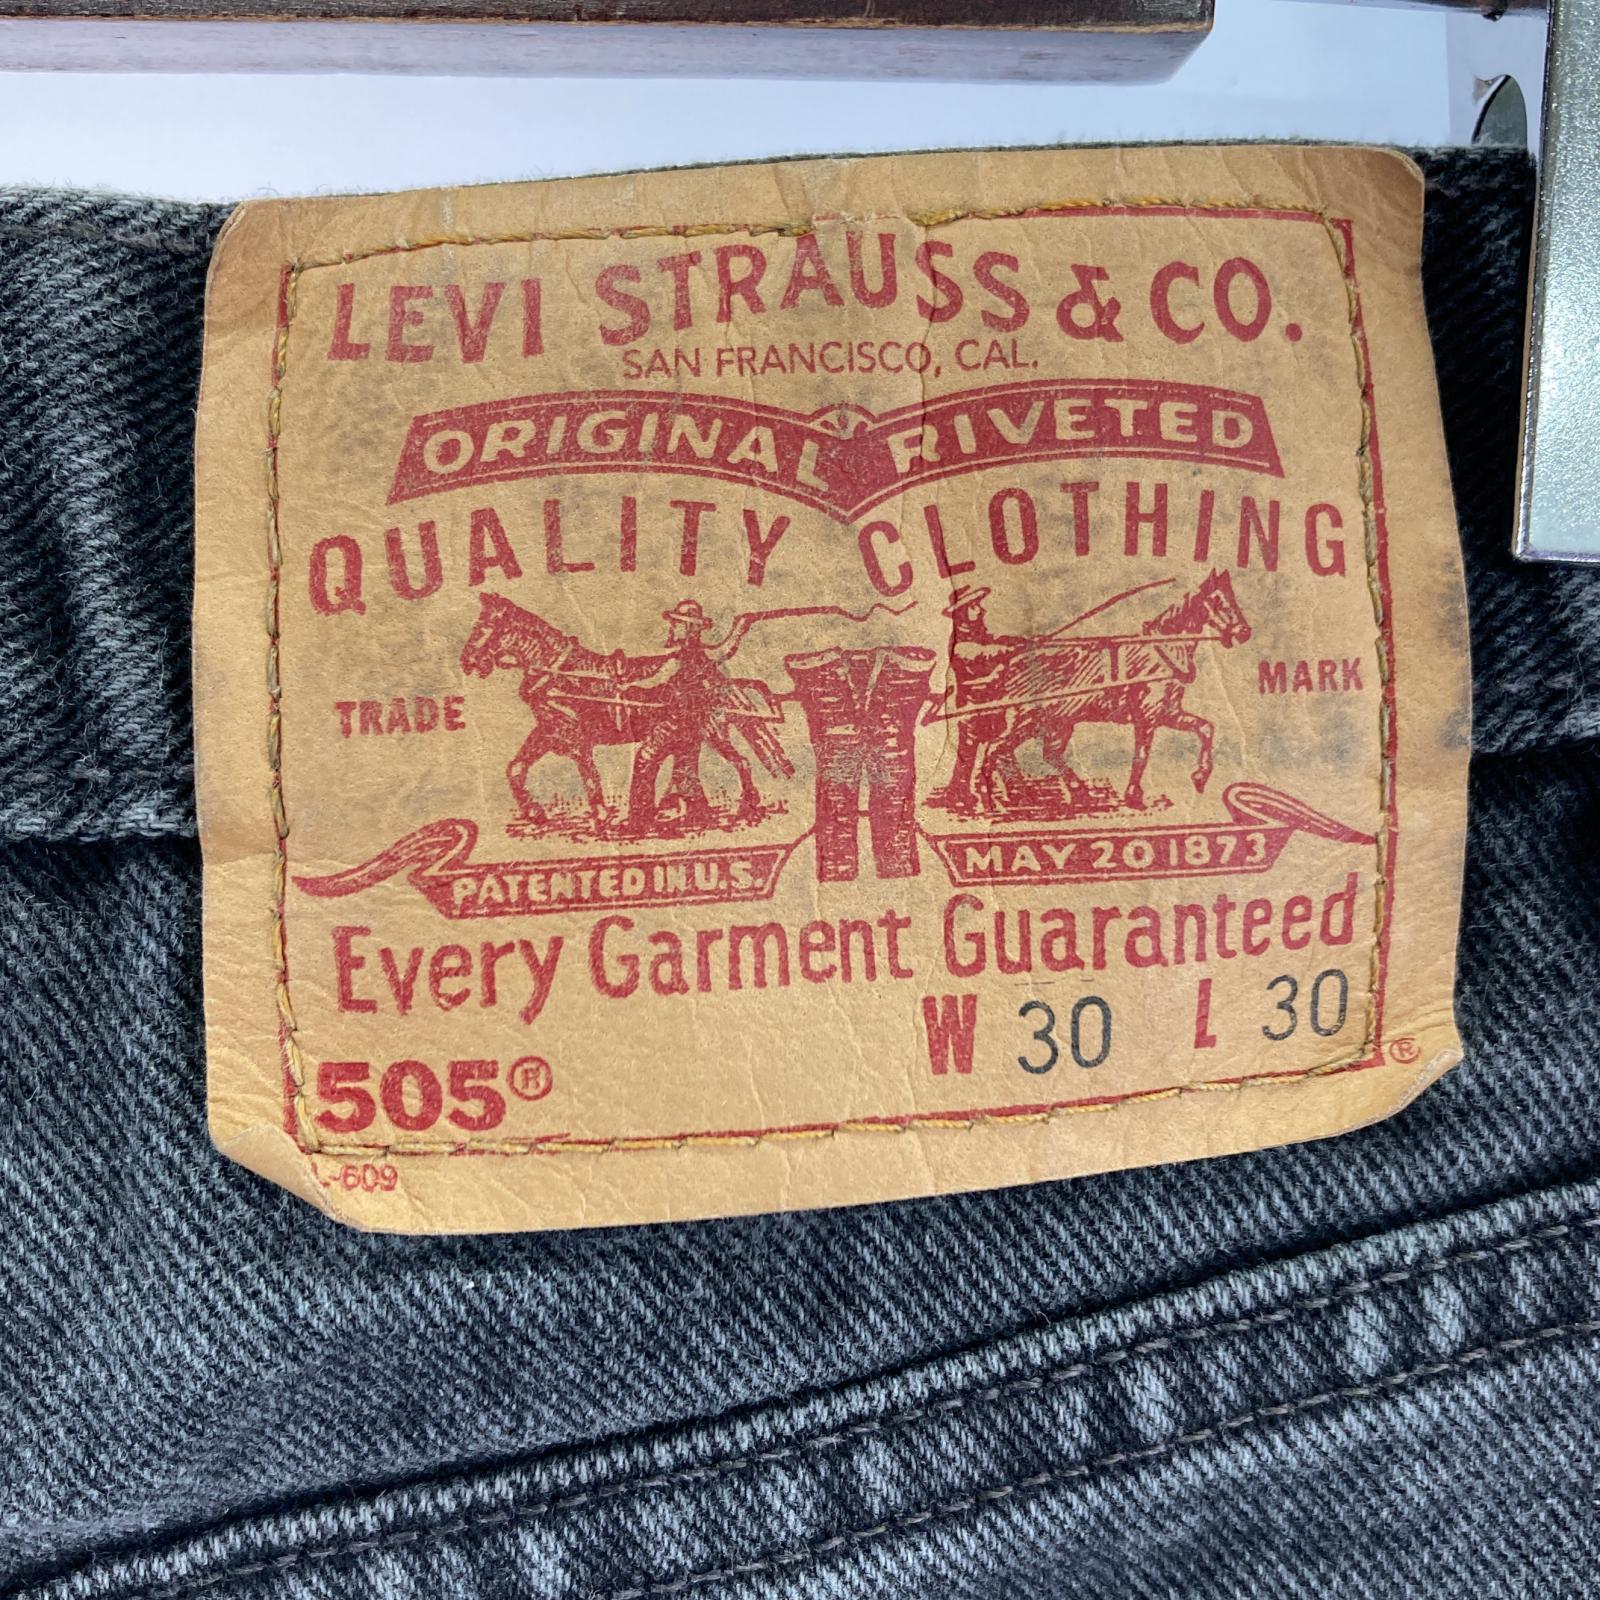 LEVI STRAUSS & CO.
SAN FRANCISCO, CAL.
ORIGINAL RIVETED
QUALITY CLOTHING
TRADE MARK
PATENTED IN U.S. MAY 20 1873
Every Garment Guaranteed
W 30 L 30
505®
®
-609